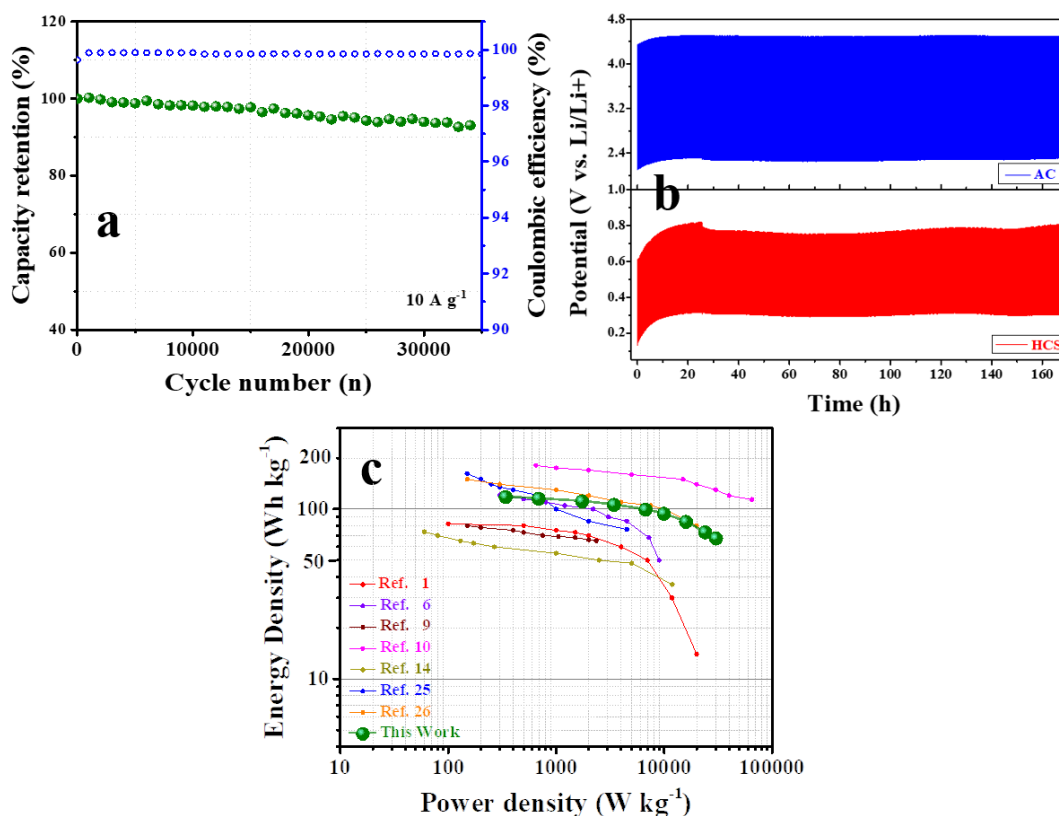 120
100
80
60
40
Capacity retention (%)
a
10 A g⁻¹
0
10000
20000
30000
Cycle number (n)
100
98
96
94
92
90
Coulombic efficiency (%)
4.8
4.0
3.2
2.4
AC
b
1.0
0.8
0.6
0.4
0.2
HCS
Potential (V vs. Li/Li+)
0 20 40 60 80 100 120 140 160
Time (h)
c
200
100
50
10
Energy Density (Wh kg⁻¹)
Ref. 1
Ref. 6
Ref. 9
Ref. 10
Ref. 14
Ref. 25
Ref. 26
This Work
10 100 1000 10000 100000
Power density (W kg⁻¹)